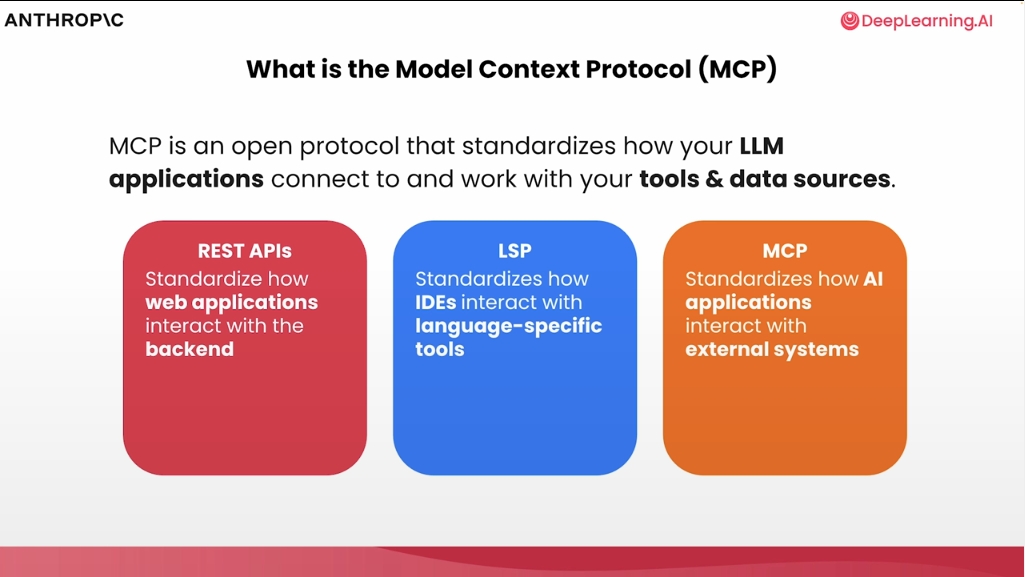 ANTHROP\C
DeepLearning.AI
What is the Model Context Protocol (MCP)
MCP is an open protocol that standardizes how your LLM
applications connect to and work with your tools & data sources.
REST APIs
Standardize how
web applications
interact with the
backend
LSP
Standardizes how
IDEs interact with
language-specific
tools
MCP
Standardizes how AI
applications
interact with
external systems